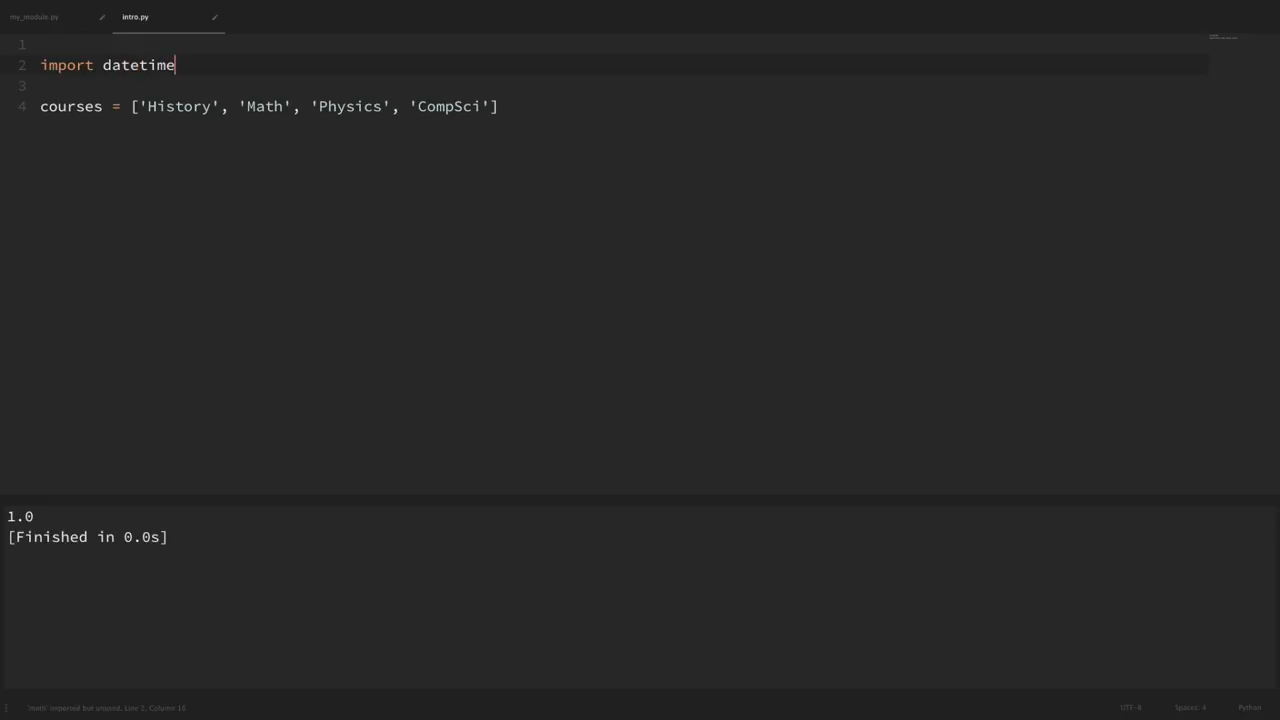 my_module.py
intro.py
1
2 import datetime
3
4 courses = ['History', 'Math', 'Physics', 'CompSci']
1.0
[Finished in 0.0s]
'math' imported but unused, Line 2, Column 16
UTF-8
Spaces: 4
Python